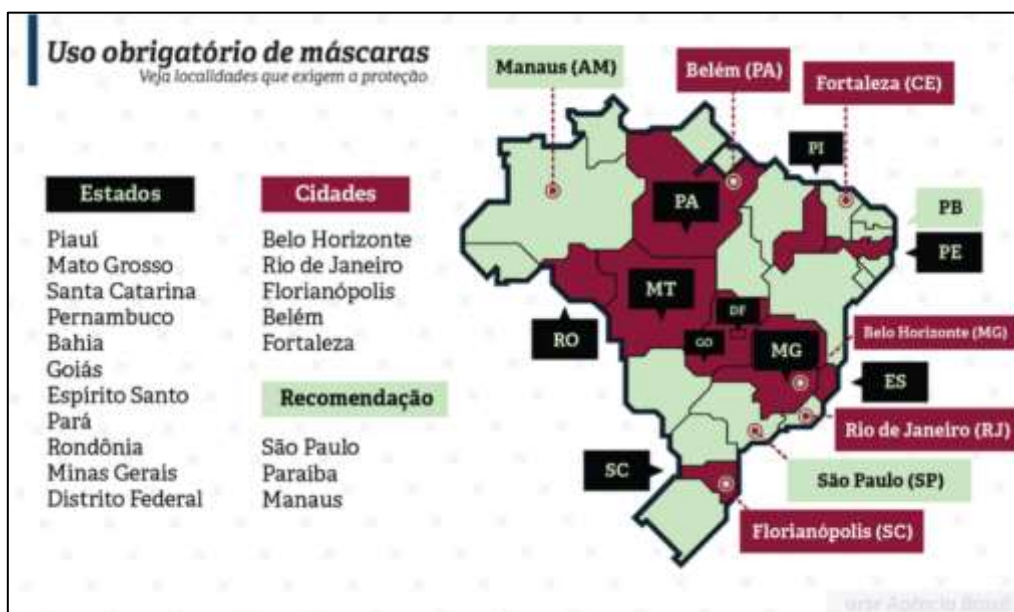 Uso obrigatório de máscaras
Veja localidades que exigem a proteção
Estados
Piauí
Mato Grosso
Santa Catarina
Pernambuco
Bahia
Goiás
Espírito Santo
Pará
Rondônia
Minas Gerais
Distrito Federal
Cidades
Belo Horizonte
Rio de Janeiro
Florianópolis
Belém
Fortaleza
Recomendação
São Paulo
Paraíba
Manaus
Manaus (AM)
Belém (PA)
Fortaleza (CE)
PI
PA
PB
PE
MT
DF
RO
GO
MG
Belo Horizonte (MG)
ES
Rio de Janeiro (RJ)
SC
São Paulo (SP)
Florianópolis (SC)
arte Agência Brasil